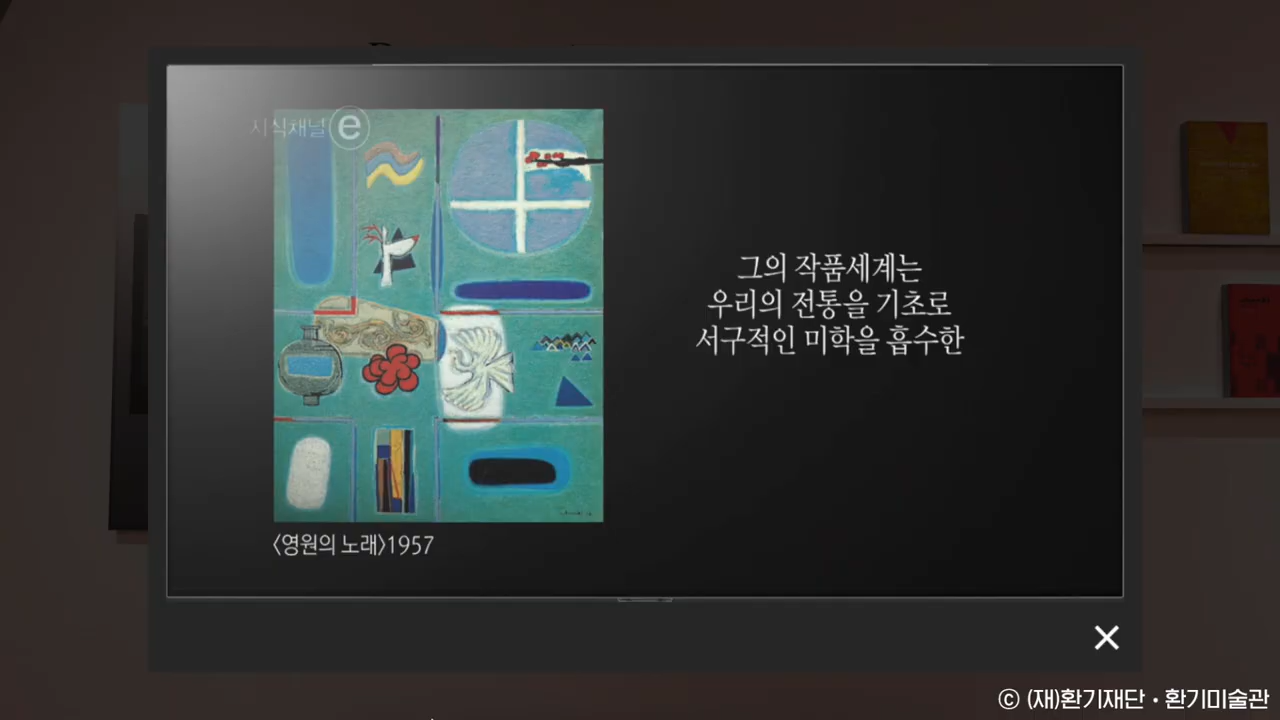 지식채널 e
그의 작품세계는
우리의 전통을 기초로
서구적인 미학을 흡수한
〈영원의 노래〉1957
ⓒ (재)환기재단・환기미술관